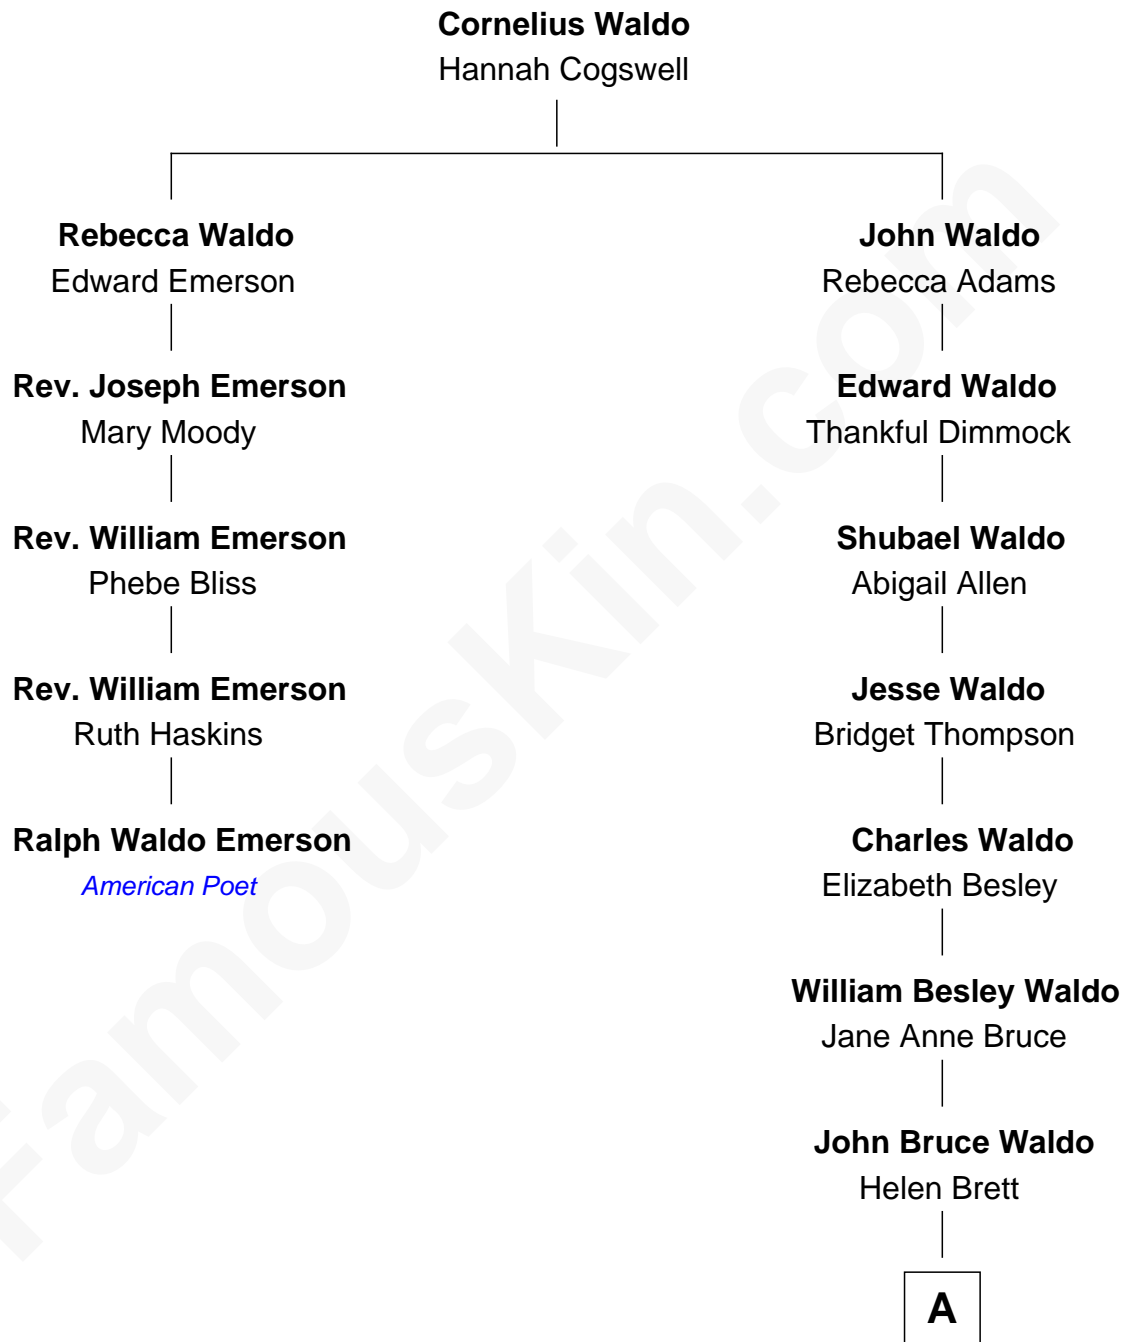 Cornelius Waldo
Hannah Cogswell
Rebecca Waldo
Edward Emerson
Rev. Joseph Emerson
Mary Moody
Rev. William Emerson
Phebe Bliss
Rev. William Emerson
Ruth Haskins
Ralph Waldo Emerson
American Poet
John Waldo
Rebecca Adams
Edward Waldo
Thankful Dimmock
Shubael Waldo
Abigail Allen
Jesse Waldo
Bridget Thompson
Charles Waldo
Elizabeth Besley
William Besley Waldo
Jane Anne Bruce
John Bruce Waldo
Helen Brett
A
FamousKin.com